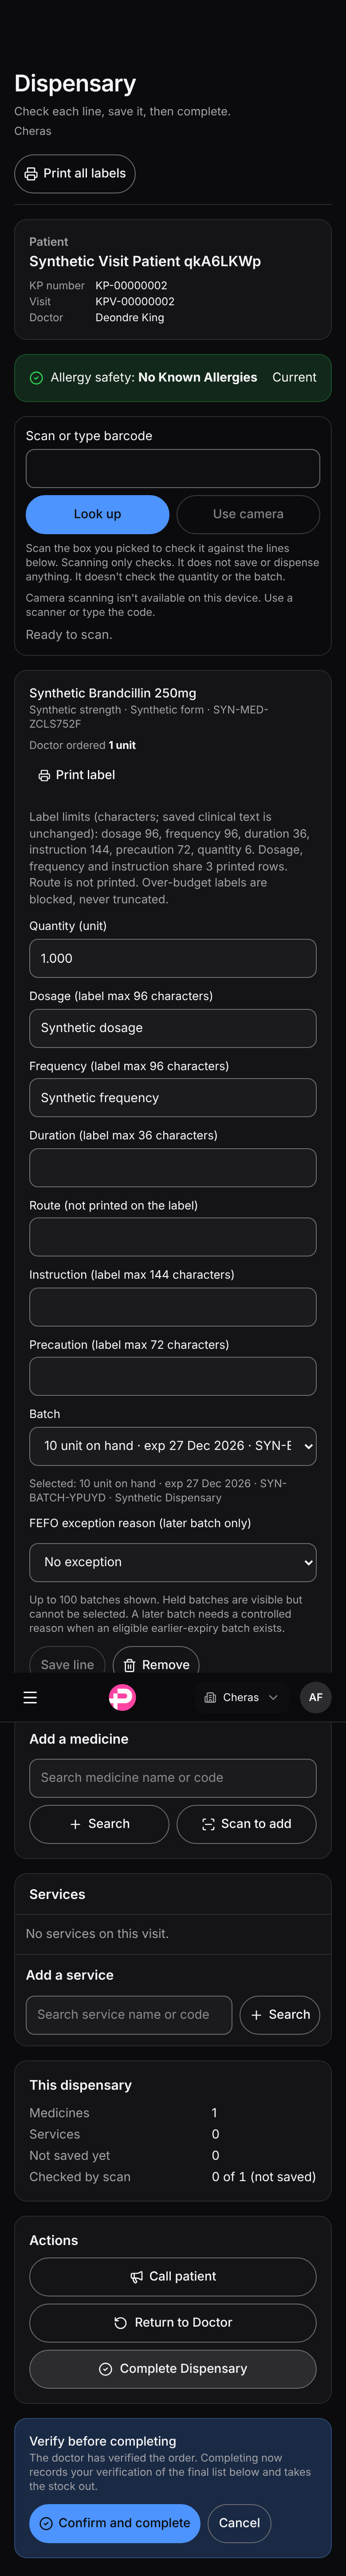 Dispensary
Check each line, save it, then complete.
Cheras
Print all labels
Patient
Synthetic Visit Patient qkA6LKWp
KP number KP-00000002
Visit KPV-00000002
Doctor Deondre King
Allergy safety: No Known Allergies Current
Scan or type barcode
Look up
Use camera
Scan the box you picked to check it against the lines
below. Scanning only checks. It does not save or dispense
anything. It doesn't check the quantity or the batch.
Camera scanning isn't available on this device. Use a
scanner or type the code.
Ready to scan.
Synthetic Brandcillin 250mg
Synthetic strength · Synthetic form · SYN-MED-
ZCLS752F
Doctor ordered 1 unit
Print label
Label limits (characters; saved clinical text is
unchanged): dosage 96, frequency 96, duration 36,
instruction 144, precaution 72, quantity 6. Dosage,
frequency and instruction share 3 printed rows.
Route is not printed. Over-budget labels are
blocked, never truncated.
Quantity (unit)
1.000
Dosage (label max 96 characters)
Synthetic dosage
Frequency (label max 96 characters)
Synthetic frequency
Duration (label max 36 characters)
Route (not printed on the label)
Instruction (label max 144 characters)
Precaution (label max 72 characters)
Batch
10 unit on hand · exp 27 Dec 2026 · SYN-E
Selected: 10 unit on hand · exp 27 Dec 2026 · SYN-
BATCH-YPUYD · Synthetic Dispensary
FEFO exception reason (later batch only)
No exception
Up to 100 batches shown. Held batches are visible but
cannot be selected. A later batch needs a controlled
reason when an eligible earlier-expiry batch exists.
Save line
Remove
Cheras
AF
Add a medicine
Search medicine name or code
Search
Scan to add
Services
No services on this visit.
Add a service
Search service name or code
Search
This dispensary
Medicines 1
Services 0
Not saved yet 0
Checked by scan 0 of 1 (not saved)
Actions
Call patient
Return to Doctor
Complete Dispensary
Verify before completing
The doctor has verified the order. Completing now
records your verification of the final list below and takes
the stock out.
Confirm and complete
Cancel